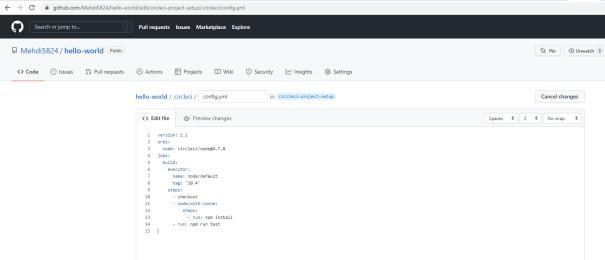 github.com/Mehdi5824/hello-world/edit/circleci-project-setup/.circleci/config.yml
Search or jump to... / Pull requests Issues Marketplace Explore
Mehdi5824 / hello-world Public Pin Unwatch 1
Code Issues Pull requests Actions Projects Wiki Security Insights Settings
hello-world / .circleci / config.yml in circleci-project-setup Cancel changes
Edit file Preview changes Spaces 2 No wrap
1 version: 2.1
2 orbs:
3 node: circleci/node@4.7.0
4 jobs:
5 build:
6 executor:
7 name: node/default
8 tag: '10.4'
9 steps:
10 - checkout
11 - node/with-cache:
12 steps:
13 - run: npm install
14 - run: npm run test
15